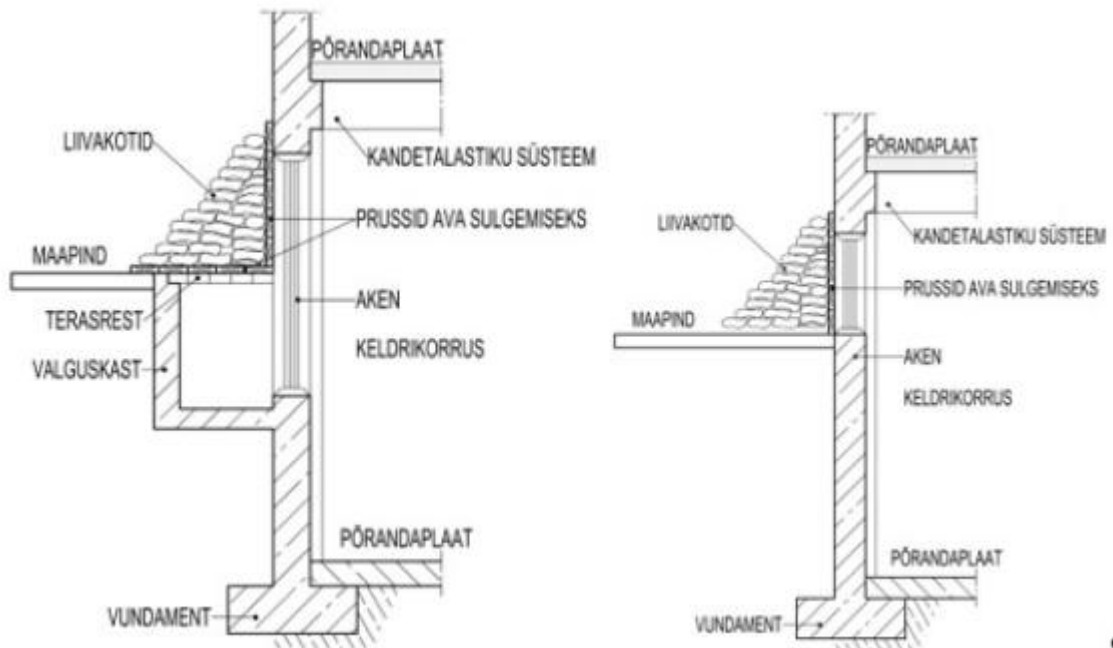 PÕRANDAPLAAT
LIIVAKOTID
KANDETALASTIKU SÜSTEEM
PRUSSID AVA SULGEMISEKS
MAAPIND
TERASREST
AKEN
VALGUSKAST
KELDRIKORRUS
PÕRANDAPLAAT
VUNDAMENT
PÕRANDAPLAAT
LIIVAKOTID
KANDETALASTIKU SÜSTEEM
PRUSSID AVA SULGEMISEKS
MAAPIND
AKEN
KELDRIKORRUS
PÕRANDAPLAAT
VUNDAMENT